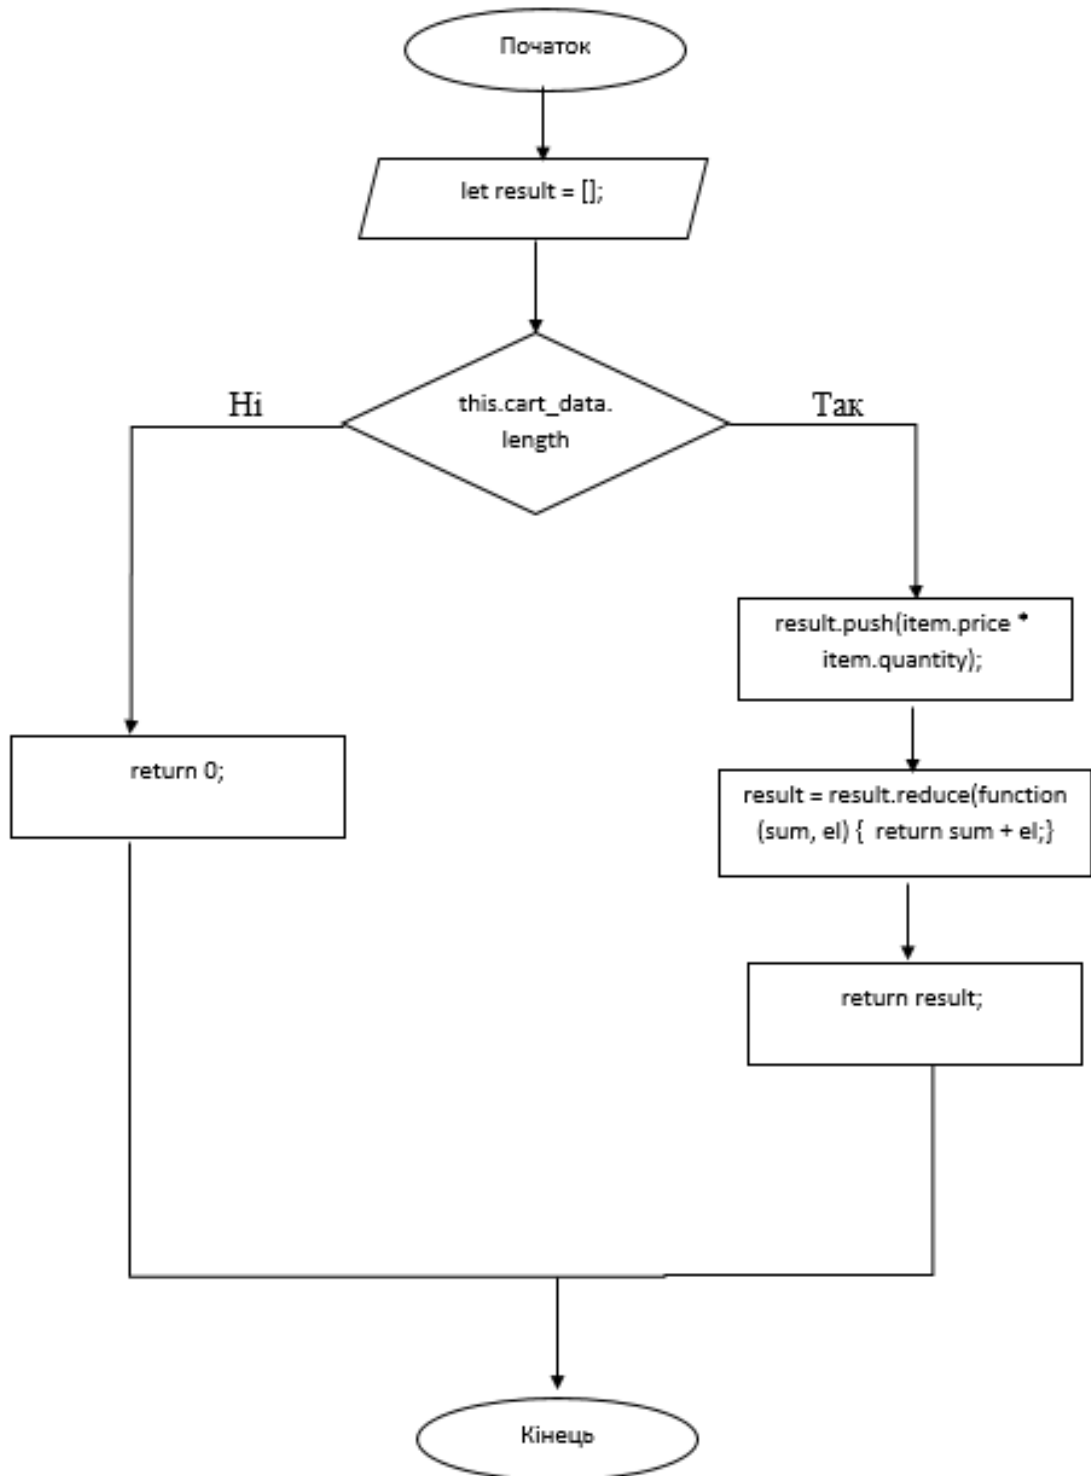 Початок
let result = [];
this.cart_data.
length
Ні
Так
result.push(item.price *
item.quantity);
return 0;
result = result.reduce(function
(sum, el) {  return sum + el;}
return result;
Кінець